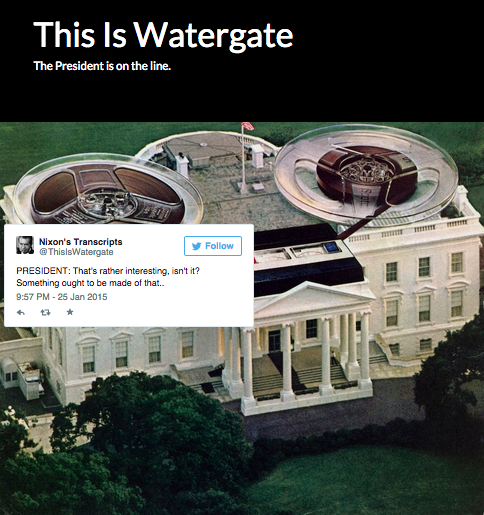 This Is Watergate
The President is on the line.
Nixon's Transcripts
@ThisIsWatergate
Follow
PRESIDENT: That's rather interesting, isn't it?
Something ought to be made of that..
9:57 PM - 25 Jan 2015